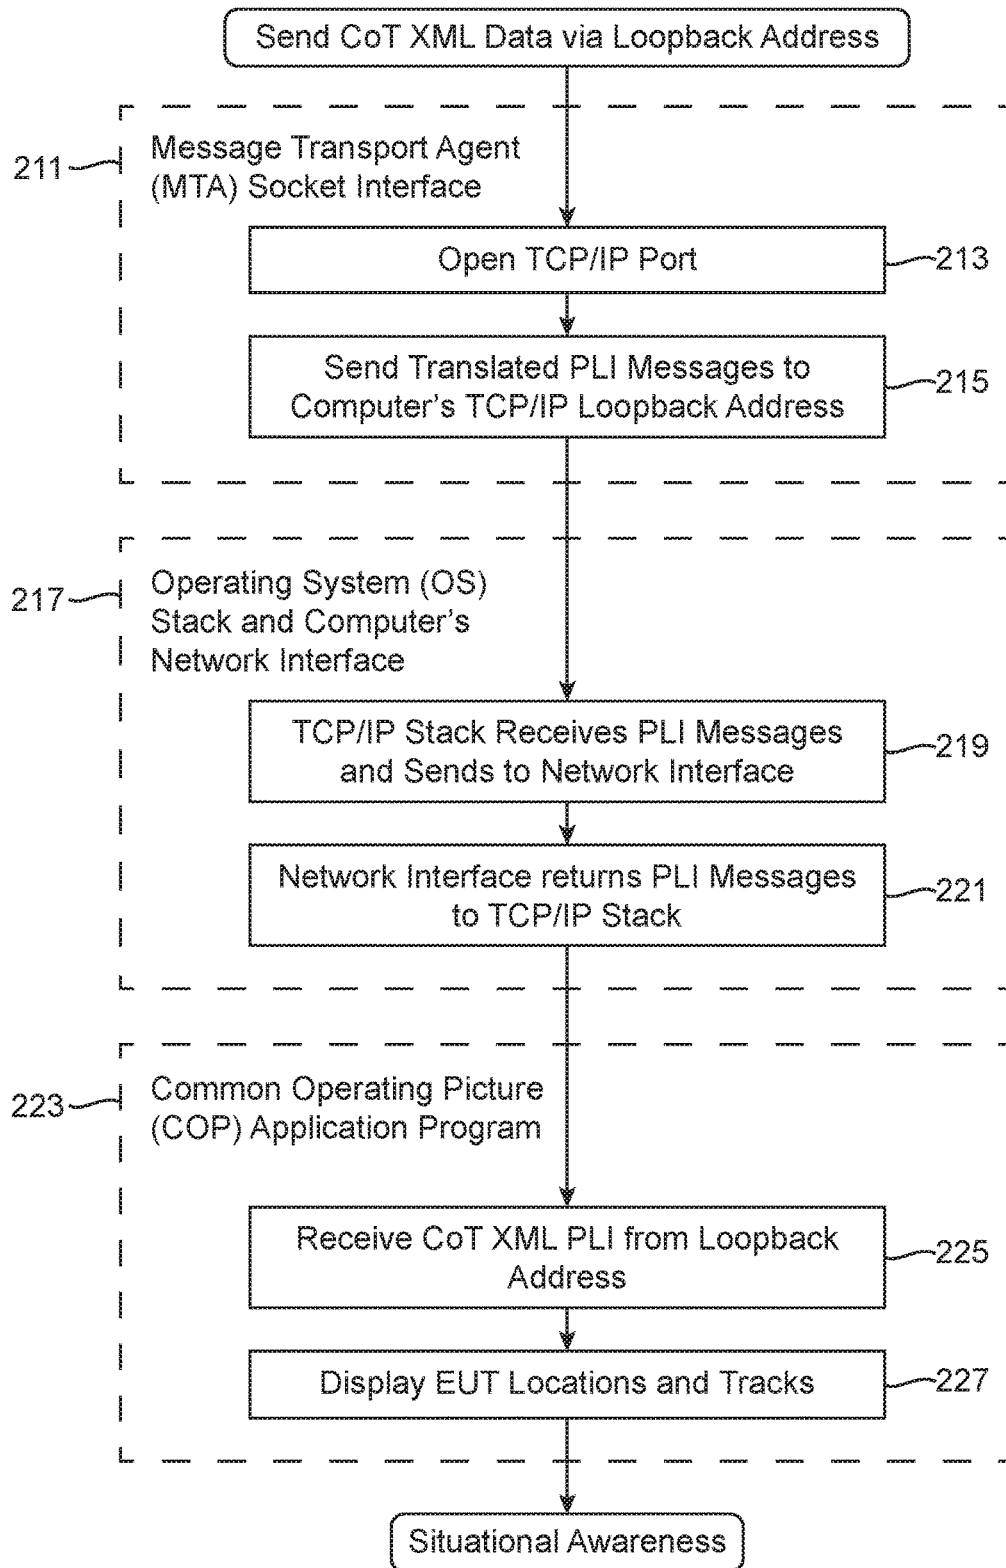 Send CoT XML Data via Loopback Address
211
Message Transport Agent
(MTA) Socket Interface
Open TCP/IP Port
213
Send Translated PLI Messages to
Computer's TCP/IP Loopback Address
215
217
Operating System (OS)
Stack and Computer's
Network Interface
TCP/IP Stack Receives PLI Messages
and Sends to Network Interface
219
Network Interface returns PLI Messages
to TCP/IP Stack
221
223
Common Operating Picture
(COP) Application Program
Receive CoT XML PLI from Loopback
Address
225
Display EUT Locations and Tracks
227
Situational Awareness